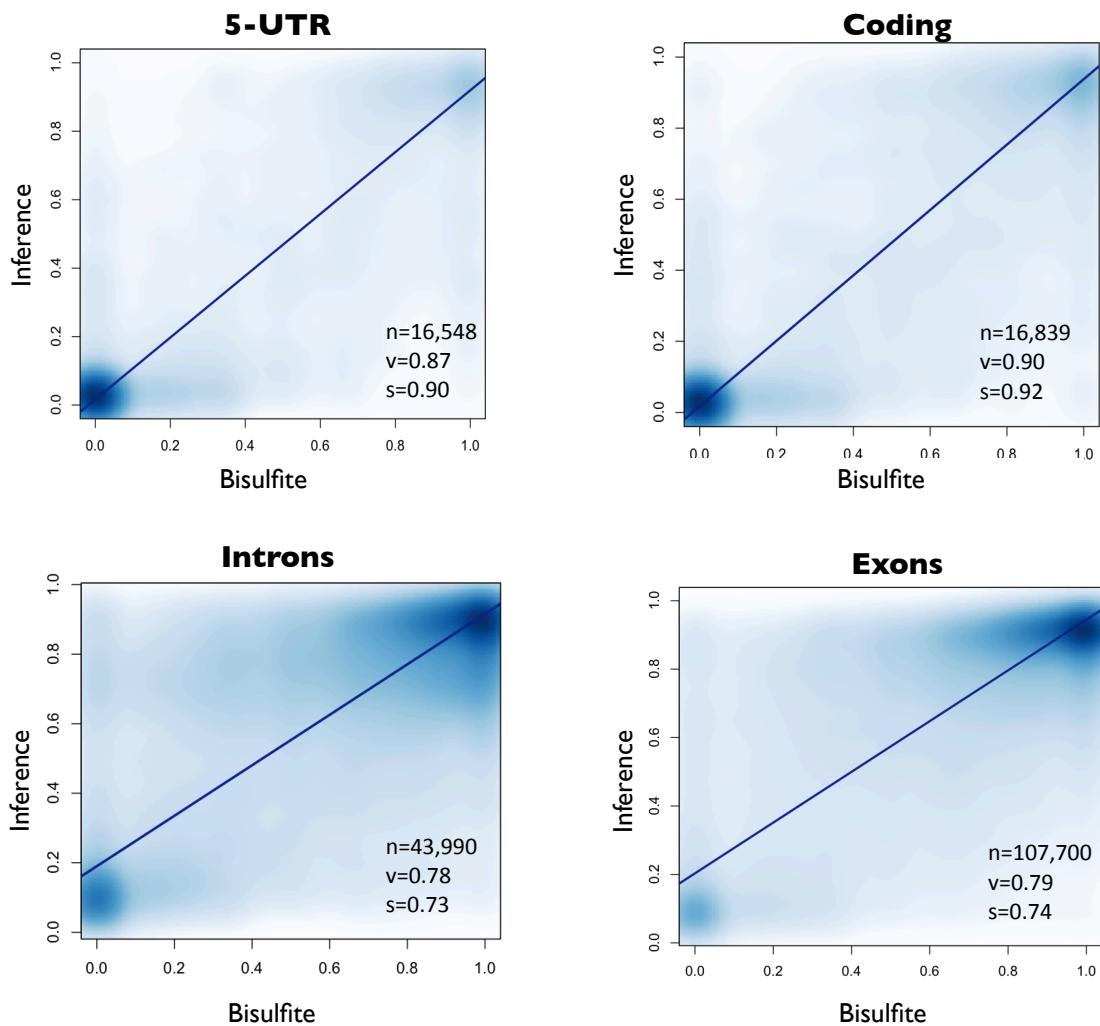 5-UTR
Coding
1.0
0.8
0.6
0.4
0.2
0.0
Inference
n=16,548
v=0.87
s=0.90
0.0 0.2 0.4 0.6 0.8 1.0
Bisulfite
1.0
0.8
0.6
0.4
0.2
0.0
Inference
n=16,839
v=0.90
s=0.92
0.0 0.2 0.4 0.6 0.8 1.0
Bisulfite
Introns
Exons
1.0
0.8
0.6
0.4
0.2
0.0
Inference
n=43,990
v=0.78
s=0.73
0.0 0.2 0.4 0.6 0.8 1.0
Bisulfite
1.0
0.8
0.6
0.4
0.2
0.0
Inference
n=107,700
v=0.79
s=0.74
0.0 0.2 0.4 0.6 0.8 1.0
Bisulfite